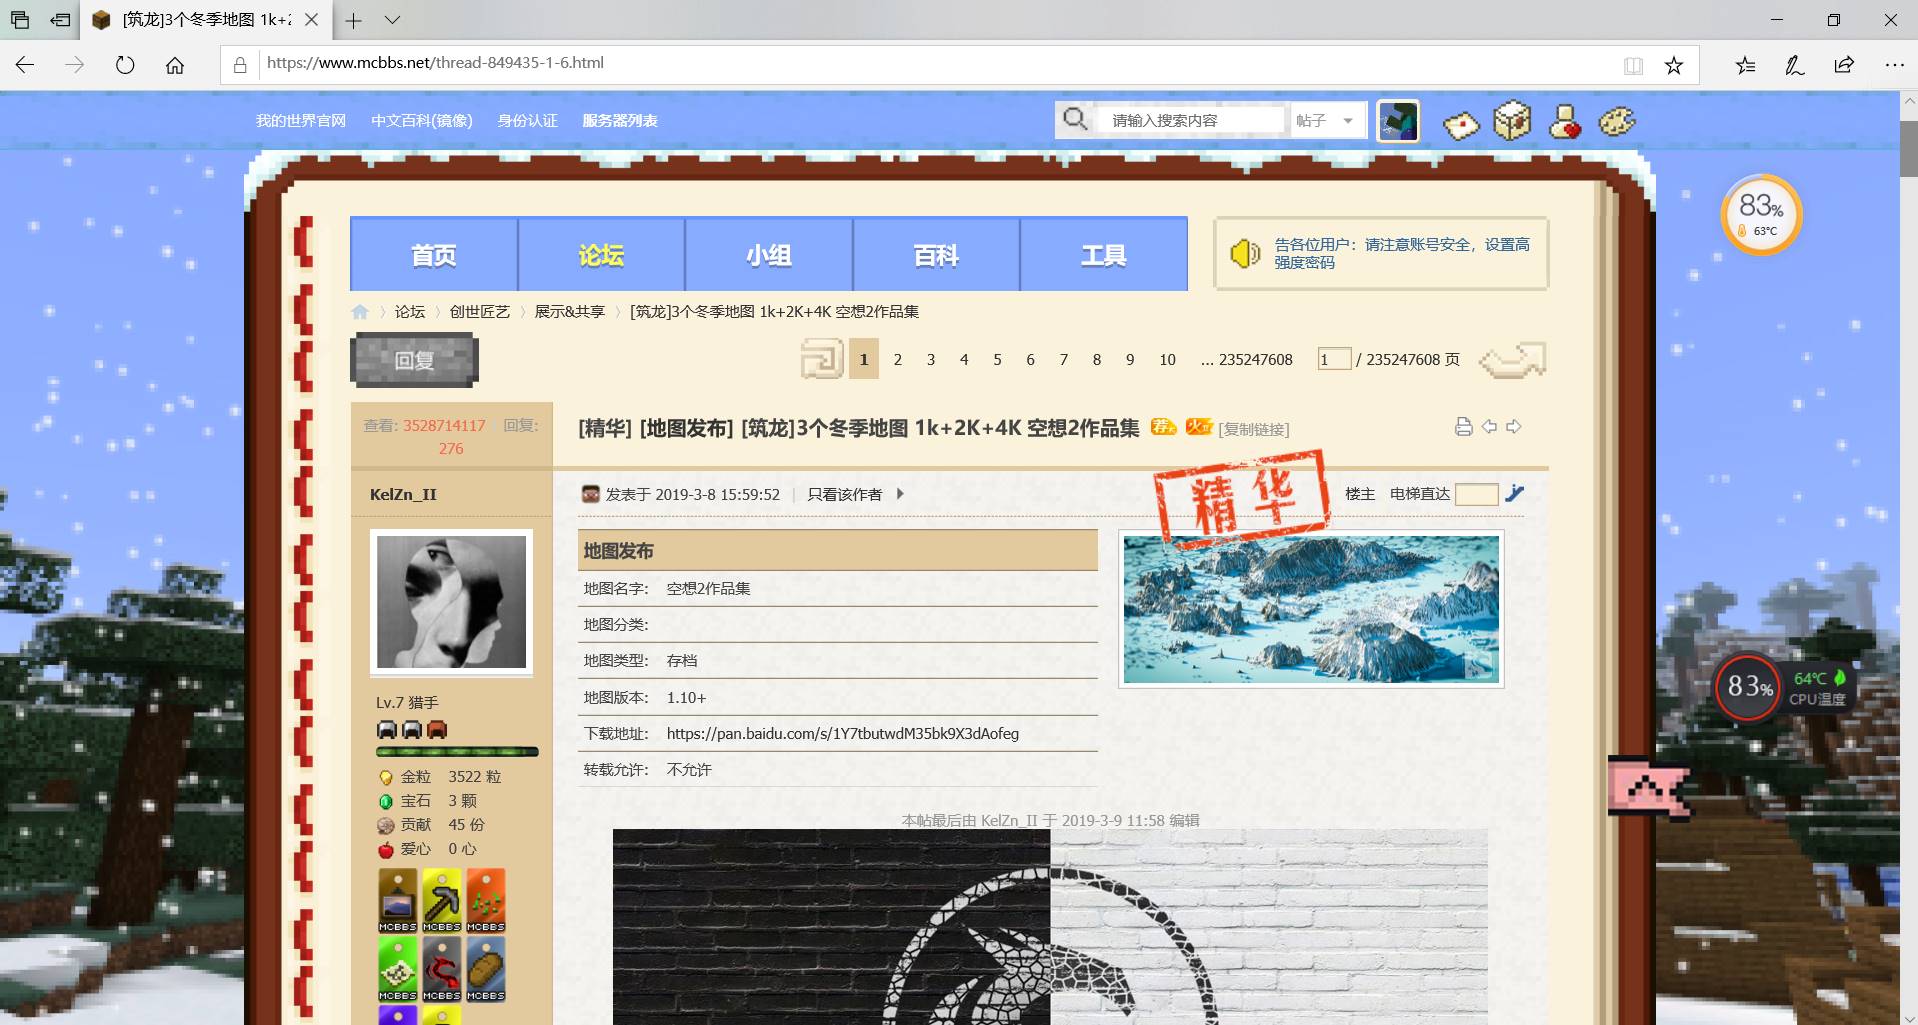 [筑龙]3个冬季地图 1k+2
https://www.mcbbs.net/thread-849435-1-6.html
我的世界官网 中文百科(镜像) 身份认证 服务器列表
请输入搜索内容 帖子
首页 论坛 小组 百科 工具
告各位用户：请注意账号安全，设置高
强度密码
83%
63°C
论坛 创世匠艺 展示&共享 [筑龙]3个冬季地图 1k+2K+4K 空想2作品集
回复
1 2 3 4 5 6 7 8 9 10 ... 235247608 1 / 235247608 页
查看: 3528714117 回复:
276
[精华] [地图发布] [筑龙]3个冬季地图 1k+2K+4K 空想2作品集 荐 火 [复制链接]
精华
KelZn_II
发表于 2019-3-8 15:59:52 只看该作者
楼主 电梯直达
地图发布
地图名字： 空想2作品集
地图分类：
地图类型： 存档
地图版本： 1.10+
下载地址： https://pan.baidu.com/s/1Y7tbutwdM35bk9X3dAofeg
转载允许： 不允许
Lv.7 猎手
金粒 3522 粒
宝石 3 颗
贡献 45 份
爱心 0 心
MCBBS MCBBS MCBBS
MCBBS MCBBS MCBBS
83%
64°C
CPU温度
本帖最后由 KelZn_II 于 2019-3-9 11:58 编辑